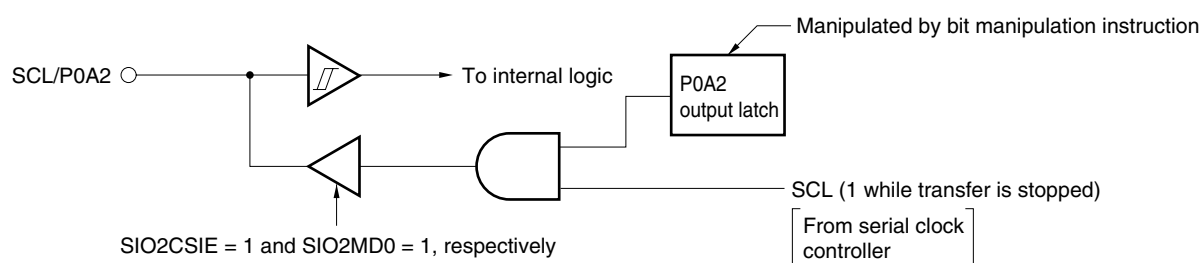 Manipulated by bit manipulation instruction
SCL/P0A2
To internal logic
P0A2
output latch
SCL (1 while transfer is stopped)
From serial clock
controller
SIO2CSIE = 1 and SIO2MD0 = 1, respectively